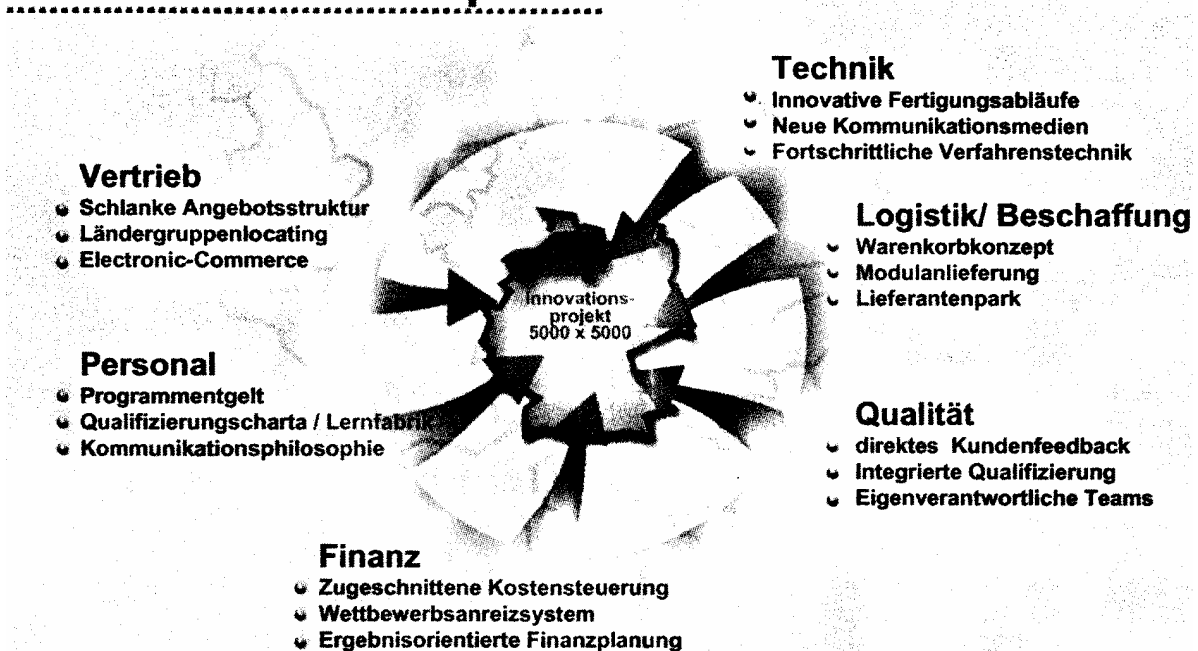 Technik
Innovative Fertigungsabläufe
Neue Kommunikationsmedien
Fortschrittliche Verfahrenstechnik
Vertrieb
Schlanke Angebotsstruktur
Ländergruppenlocating
Electronic-Commerce
Logistik/ Beschaffung
Warenkorbkonzept
Modulanlieferung
Lieferantenpark
Innovations-
projekt
5000 x 5000
Personal
Programmentgelt
Qualifizierungscharta / Lernfabrik
Kommunikationsphilosophie
Qualität
direktes Kundenfeedback
Integrierte Qualifizierung
Eigenverantwortliche Teams
Finanz
Zugeschnittene Kostensteuerung
Wettbewerbsanreizsystem
Ergebnisorientierte Finanzplanung